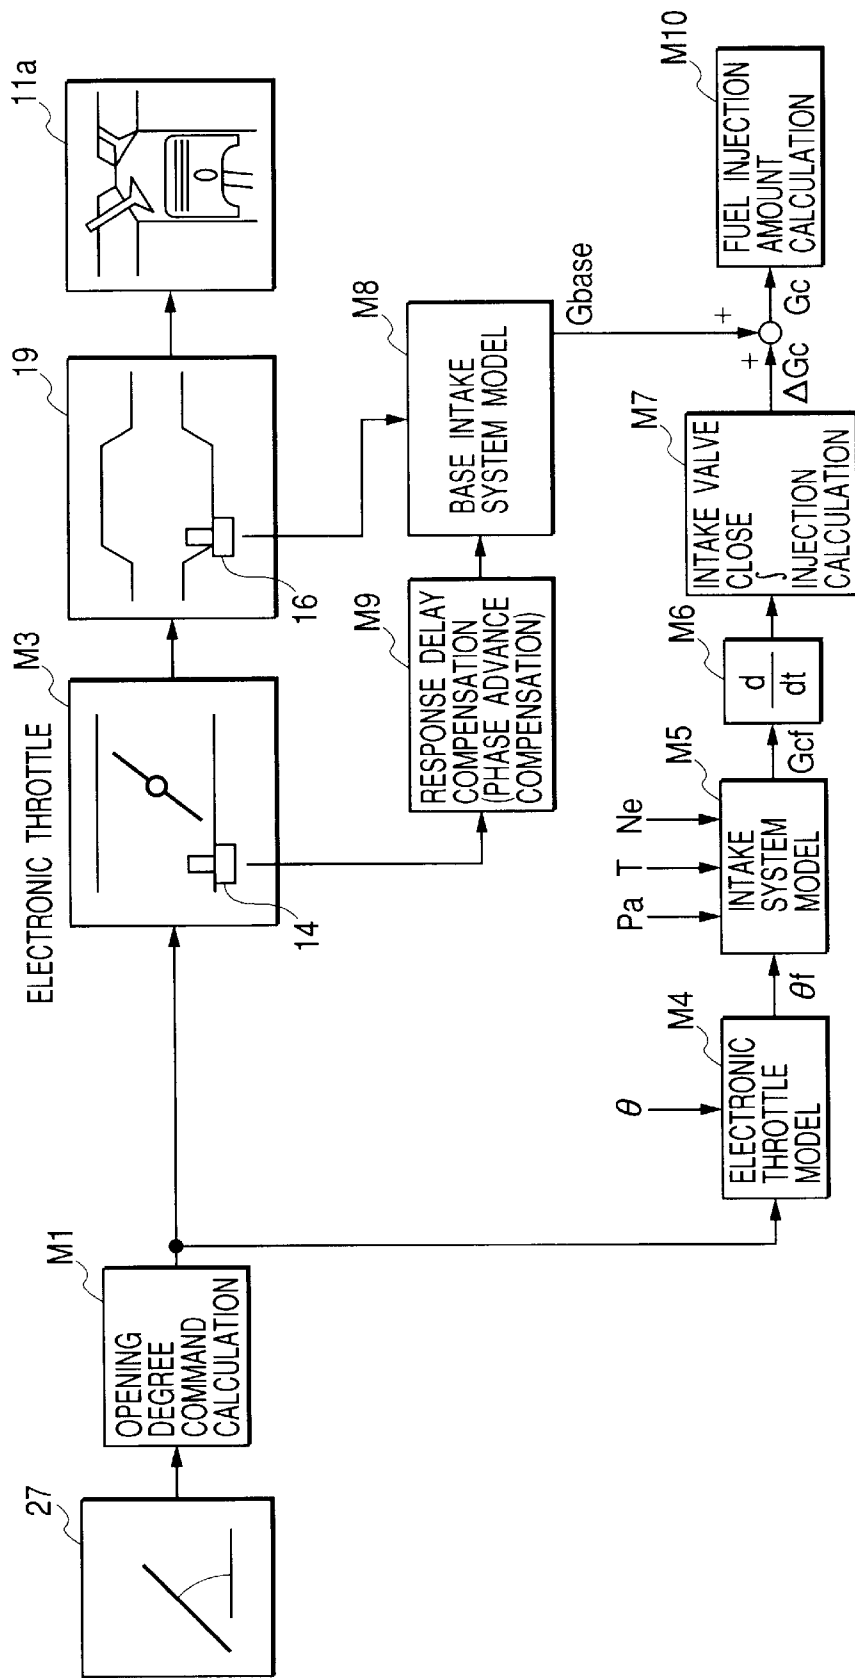 27
M1
OPENING
DEGREE
COMMAND
CALCULATION
ELECTRONIC THROTTLE
M3
14
19
16
11a
M9
RESPONSE DELAY
COMPENSATION
(PHASE ADVANCE
COMPENSATION)
M8
BASE INTAKE
SYSTEM MODEL
Gbase
θ
M4
ELECTRONIC
THROTTLE
MODEL
θf
Pa
T
Ne
M5
INTAKE
SYSTEM
MODEL
Gcf
M6
d
dt
M7
INTAKE VALVE
CLOSE
∫
INJECTION
CALCULATION
ΔGc
+
+
Gc
M10
FUEL INJECTION
AMOUNT
CALCULATION